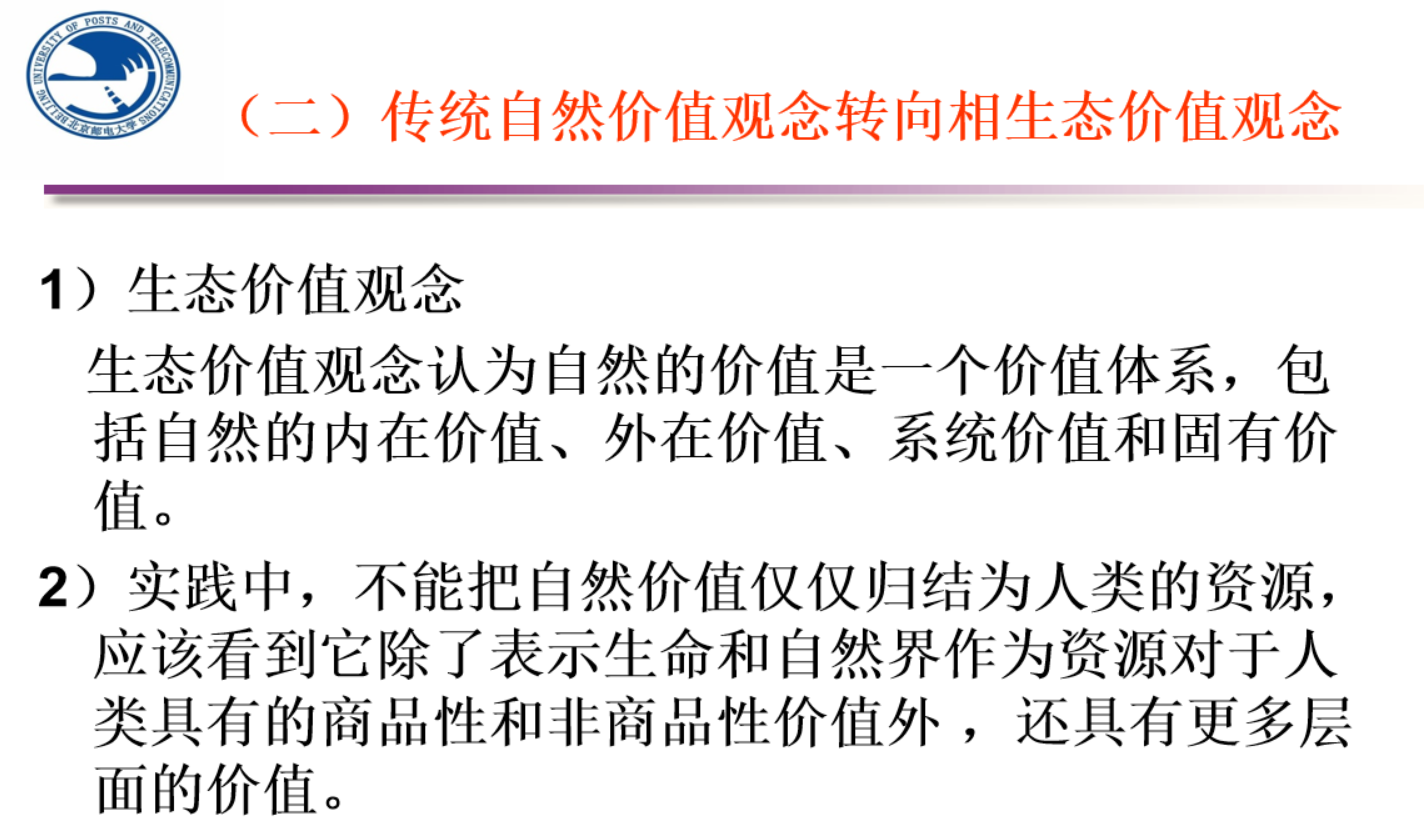 BEIJING UNIVERSITY OF POSTS AND TELECOMMUNICATIONS
北京邮电大学
（二）传统自然价值观念转向相生态价值观念
1）生态价值观念
生态价值观念认为自然的价值是一个价值体系，包
括自然的内在价值、外在价值、系统价值和固有价
值。
2）实践中，不能把自然价值仅仅归结为人类的资源，
应该看到它除了表示生命和自然界作为资源对于人
类具有的商品性和非商品性价值外 ，还具有更多层
面的价值。